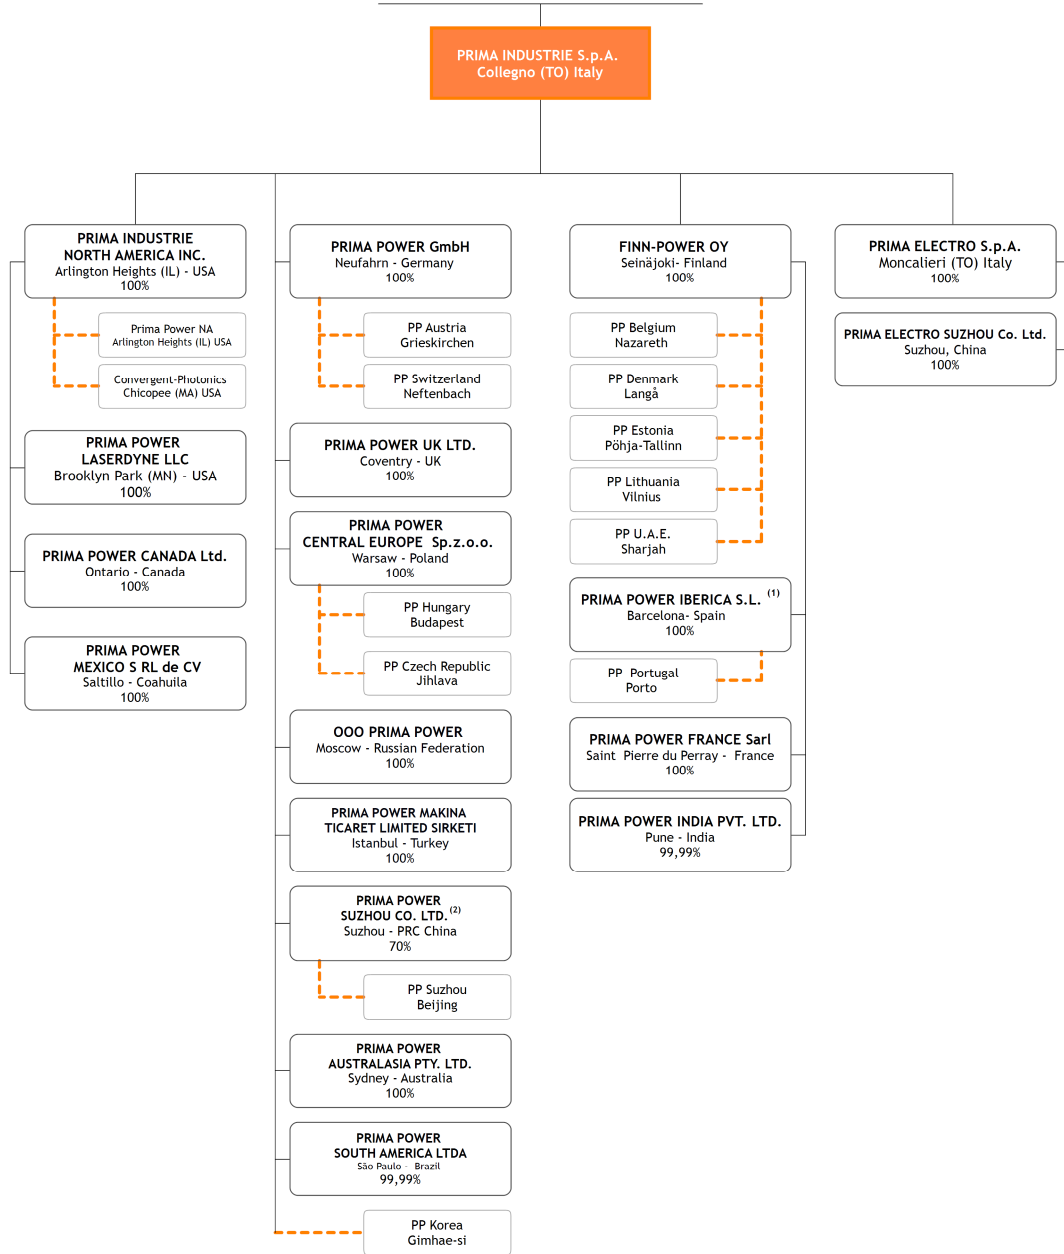 PRIMA INDUSTRIE S.p.A.
Collegno (TO) Italy
PRIMA INDUSTRIE
NORTH AMERICA INC.
Arlington Heights (IL) - USA
100%
Prima Power NA
Arlington Heights (IL) USA
Convergent-Photonics
Chicopee (MA) USA
PRIMA POWER
LASERDYNE LLC
Brooklyn Park (MN) - USA
100%
PRIMA POWER CANADA Ltd.
Ontario - Canada
100%
PRIMA POWER
MEXICO S RL de CV
Saltillo - Coahuila
100%
PRIMA POWER GmbH
Neufahrn - Germany
100%
PP Austria
Grieskirchen
PP Switzerland
Neftenbach
PRIMA POWER UK LTD.
Coventry - UK
100%
PRIMA POWER
CENTRAL EUROPE Sp.z.o.o.
Warsaw - Poland
100%
PP Hungary
Budapest
PP Czech Republic
Jihlava
OOO PRIMA POWER
Moscow - Russian Federation
100%
PRIMA POWER MAKINA
TICARET LIMITED SIRKETI
Istanbul - Turkey
100%
PRIMA POWER
SUZHOU CO. LTD. (2)
Suzhou - PRC China
70%
PP Suzhou
Beijing
PRIMA POWER
AUSTRALASIA PTY. LTD.
Sydney - Australia
100%
PRIMA POWER
SOUTH AMERICA LTDA
São Paulo - Brazil
99,99%
PP Korea
Gimhae-si
FINN-POWER OY
Seinäjoki- Finland
100%
PP Belgium
Nazareth
PP Denmark
Langå
PP Estonia
Pöhja-Tallinn
PP Lithuania
Vilnius
PP U.A.E.
Sharjah
PRIMA POWER IBERICA S.L. (1)
Barcelona- Spain
100%
PP Portugal
Porto
PRIMA POWER FRANCE Sarl
Saint Pierre du Perray - France
100%
PRIMA POWER INDIA PVT. LTD.
Pune - India
99,99%
PRIMA ELECTRO S.p.A.
Moncalieri (TO) Italy
100%
PRIMA ELECTRO SUZHOU Co. Ltd.
Suzhou, China
100%